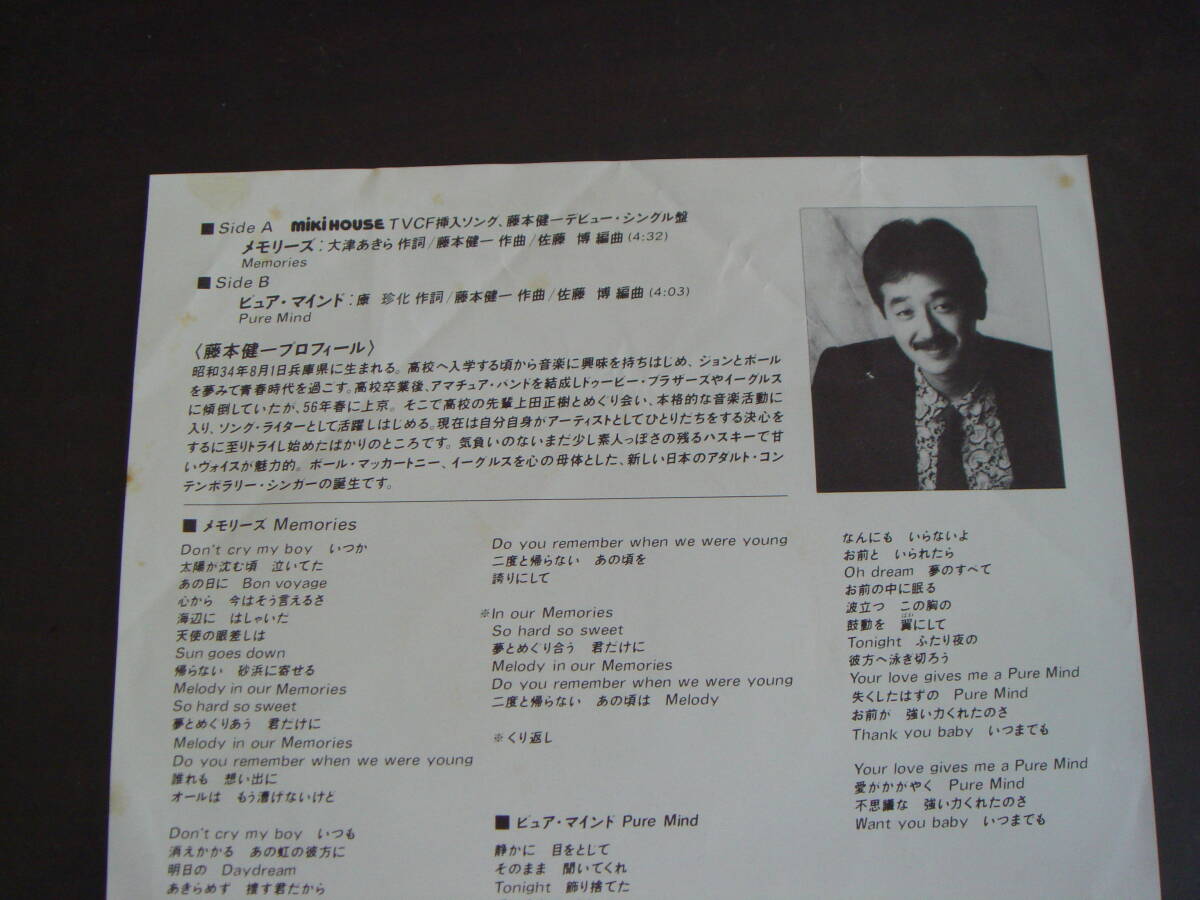 ■ Side A miki HOUSE TVCF挿入ソング、藤本健一デビュー・シングル盤
メモリーズ：大津あきら 作詞/藤本健一 作曲/佐藤 博 編曲(4:32)
Memories
■ Side B
ピュア・マインド：康 珍化 作詞/藤本健一 作曲/佐藤 博 編曲(4:03)
Pure Mind
〈藤本健一プロフィール〉
昭和34年8月1日兵庫県に生まれる。高校へ入学する頃から音楽に興味を持ちはじめ、ジョンとポール
を夢みて青春時代を過ごす。高校卒業後、アマチュア・バンドを結成しドゥービー・ブラザーズやイーグルス
に傾倒していたが、56年春に上京。そこで高校の先輩上田正樹とめぐり会い、本格的な音楽活動に
入り、ソング・ライターとして活躍しはじめる。現在は自分自身がアーティストとしてひとりだちをする決心を
するに至りトライし始めたばかりのところです。気負いのないまだ少し素人っぽさの残るハスキーで甘
いヴォイスが魅力的。ポール・マッカートニー、イーグルスを心の母体とした、新しい日本のアダルト・コン
テンポラリー・シンガーの誕生です。
■ メモリーズ Memories
Don't cry my boy いつか
太陽が沈む頃 泣いてた
あの日に Bon voyage
心から 今はそう言えるさ
海辺に はしゃいだ
天使の眼差しは
Sun goes down
帰らない 砂浜に寄せる
Melody in our Memories
So hard so sweet
夢とめくりあう 君だけに
Melody in our Memories
Do you remember when we were young
誰れも 想い出に
オールは もう漕げないけど
Don't cry my boy いつも
消えかかる あの虹の彼方に
明日の Daydream
あきらめず 捜す君だから
Do you remember when we were young
二度と帰らない あの頃を
誇りにして
※In our Memories
So hard so sweet
夢とめくり合う 君だけに
Melody in our Memories
Do you remember when we were young
二度と帰らない あの頃は Melody
※くり返し
■ ピュア・マインド Pure Mind
静かに 目をとじて
そのまま 聞いてくれ
Tonight 飾り捨てた
なんにも いらないよ
お前と いられたら
Oh dream 夢のすべて
お前の中に眠る
波立つ この胸の
鼓動を 翼にして
Tonight ふたり夜の
彼方へ泳ぎ切ろう
Your love gives me a Pure Mind
失くしたはずの Pure Mind
お前が 強い力くれたのさ
Thank you baby いつまでも
Your love gives me a Pure Mind
愛がかがやく Pure Mind
不思議な 強い力くれたのさ
Want you baby いつまでも